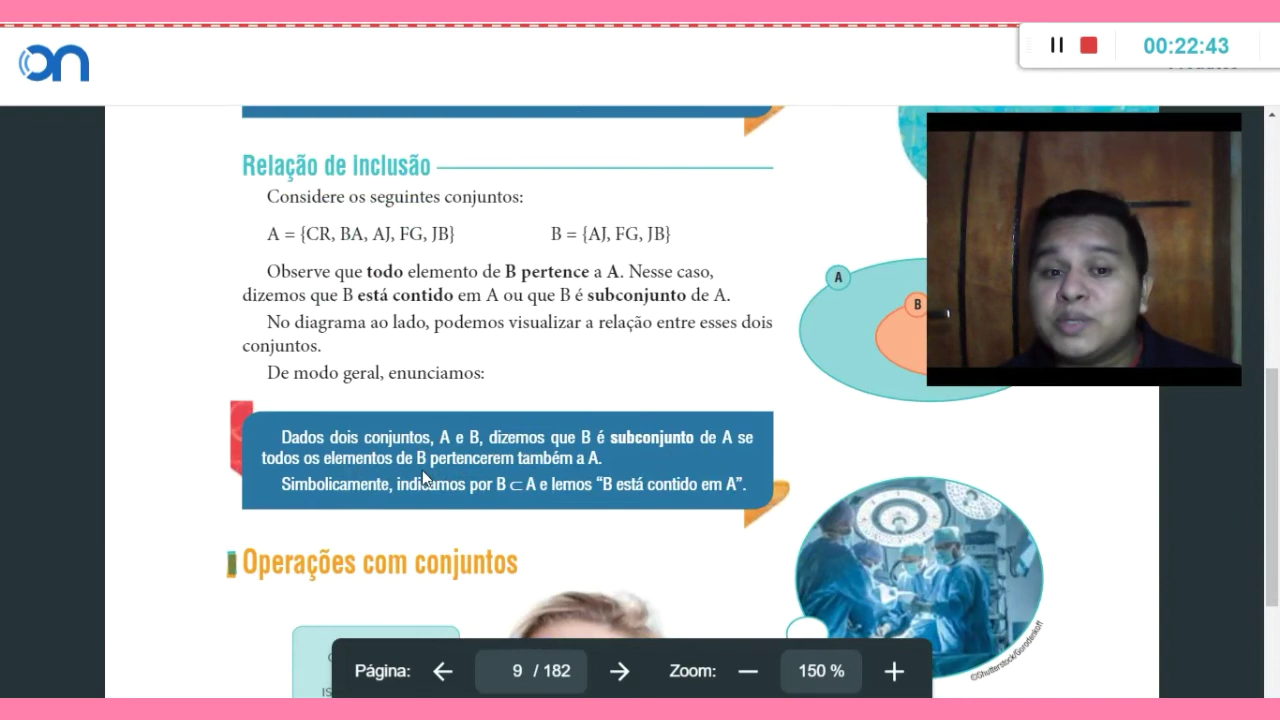 on
00:22:43
Relação de Inclusão
Considere os seguintes conjuntos:
A = {CR, BA, AJ, FG, JB} B = {AJ, FG, JB}
Observe que todo elemento de B pertence a A. Nesse caso,
dizemos que B está contido em A ou que B é subconjunto de A.
No diagrama ao lado, podemos visualizar a relação entre esses dois
conjuntos.
De modo geral, enunciamos:
A
B
Dados dois conjuntos, A e B, dizemos que B é subconjunto de A se
todos os elementos de B pertencerem também a A.
Simbolicamente, indicamos por B ⊂ A e lemos “B está contido em A”.
Operações com conjuntos
©Shutterstock/Gorodenkoff
Página: 9 / 182 Zoom: 150 %